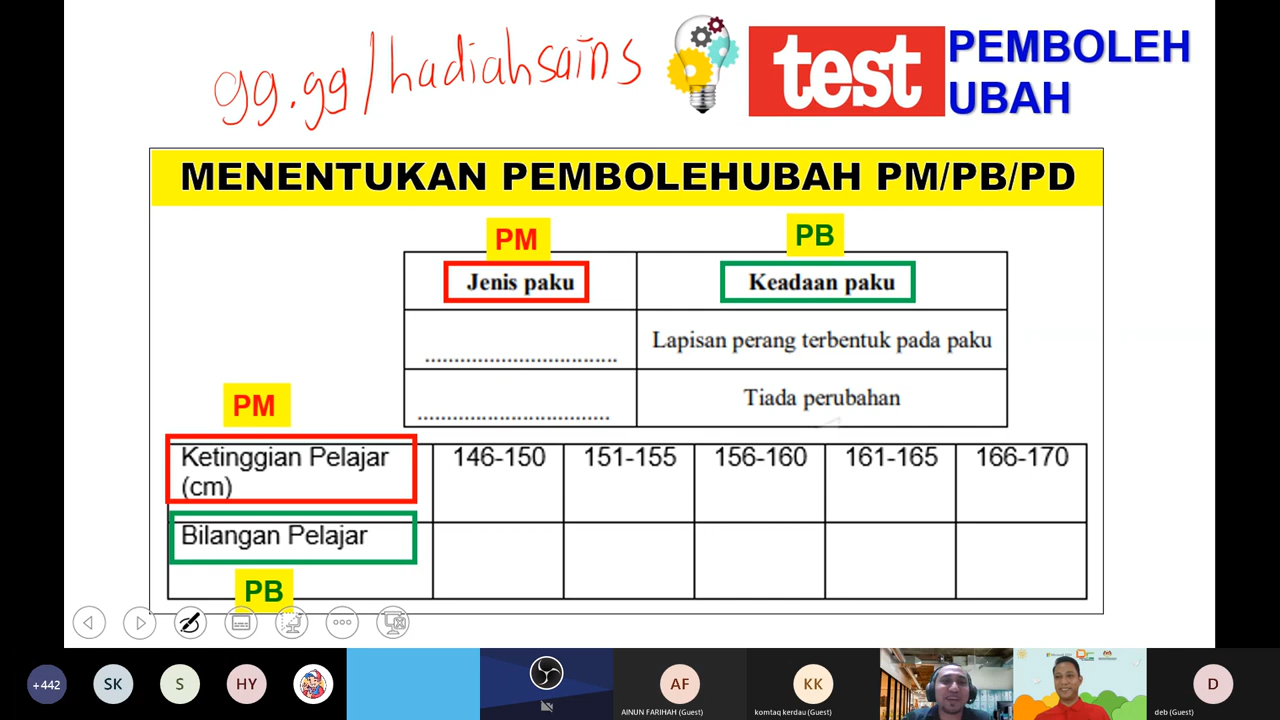 gg.gg/hadiahsains
test
PEMBOLEH
UBAH
MENENTUKAN PEMBOLEHUBAH PM/PB/PD
PM
PB
Jenis paku
Keadaan paku
.................................
Lapisan perang terbentuk pada paku
.................................
Tiada perubahan
PM
Ketinggian Pelajar
(cm)
146-150
151-155
156-160
161-165
166-170
Bilangan Pelajar
PB
+442
SK
S
HY
AF
AINUN FARIHAH (Guest)
KK
komtaq kerdau (Guest)
D
deb (Guest)